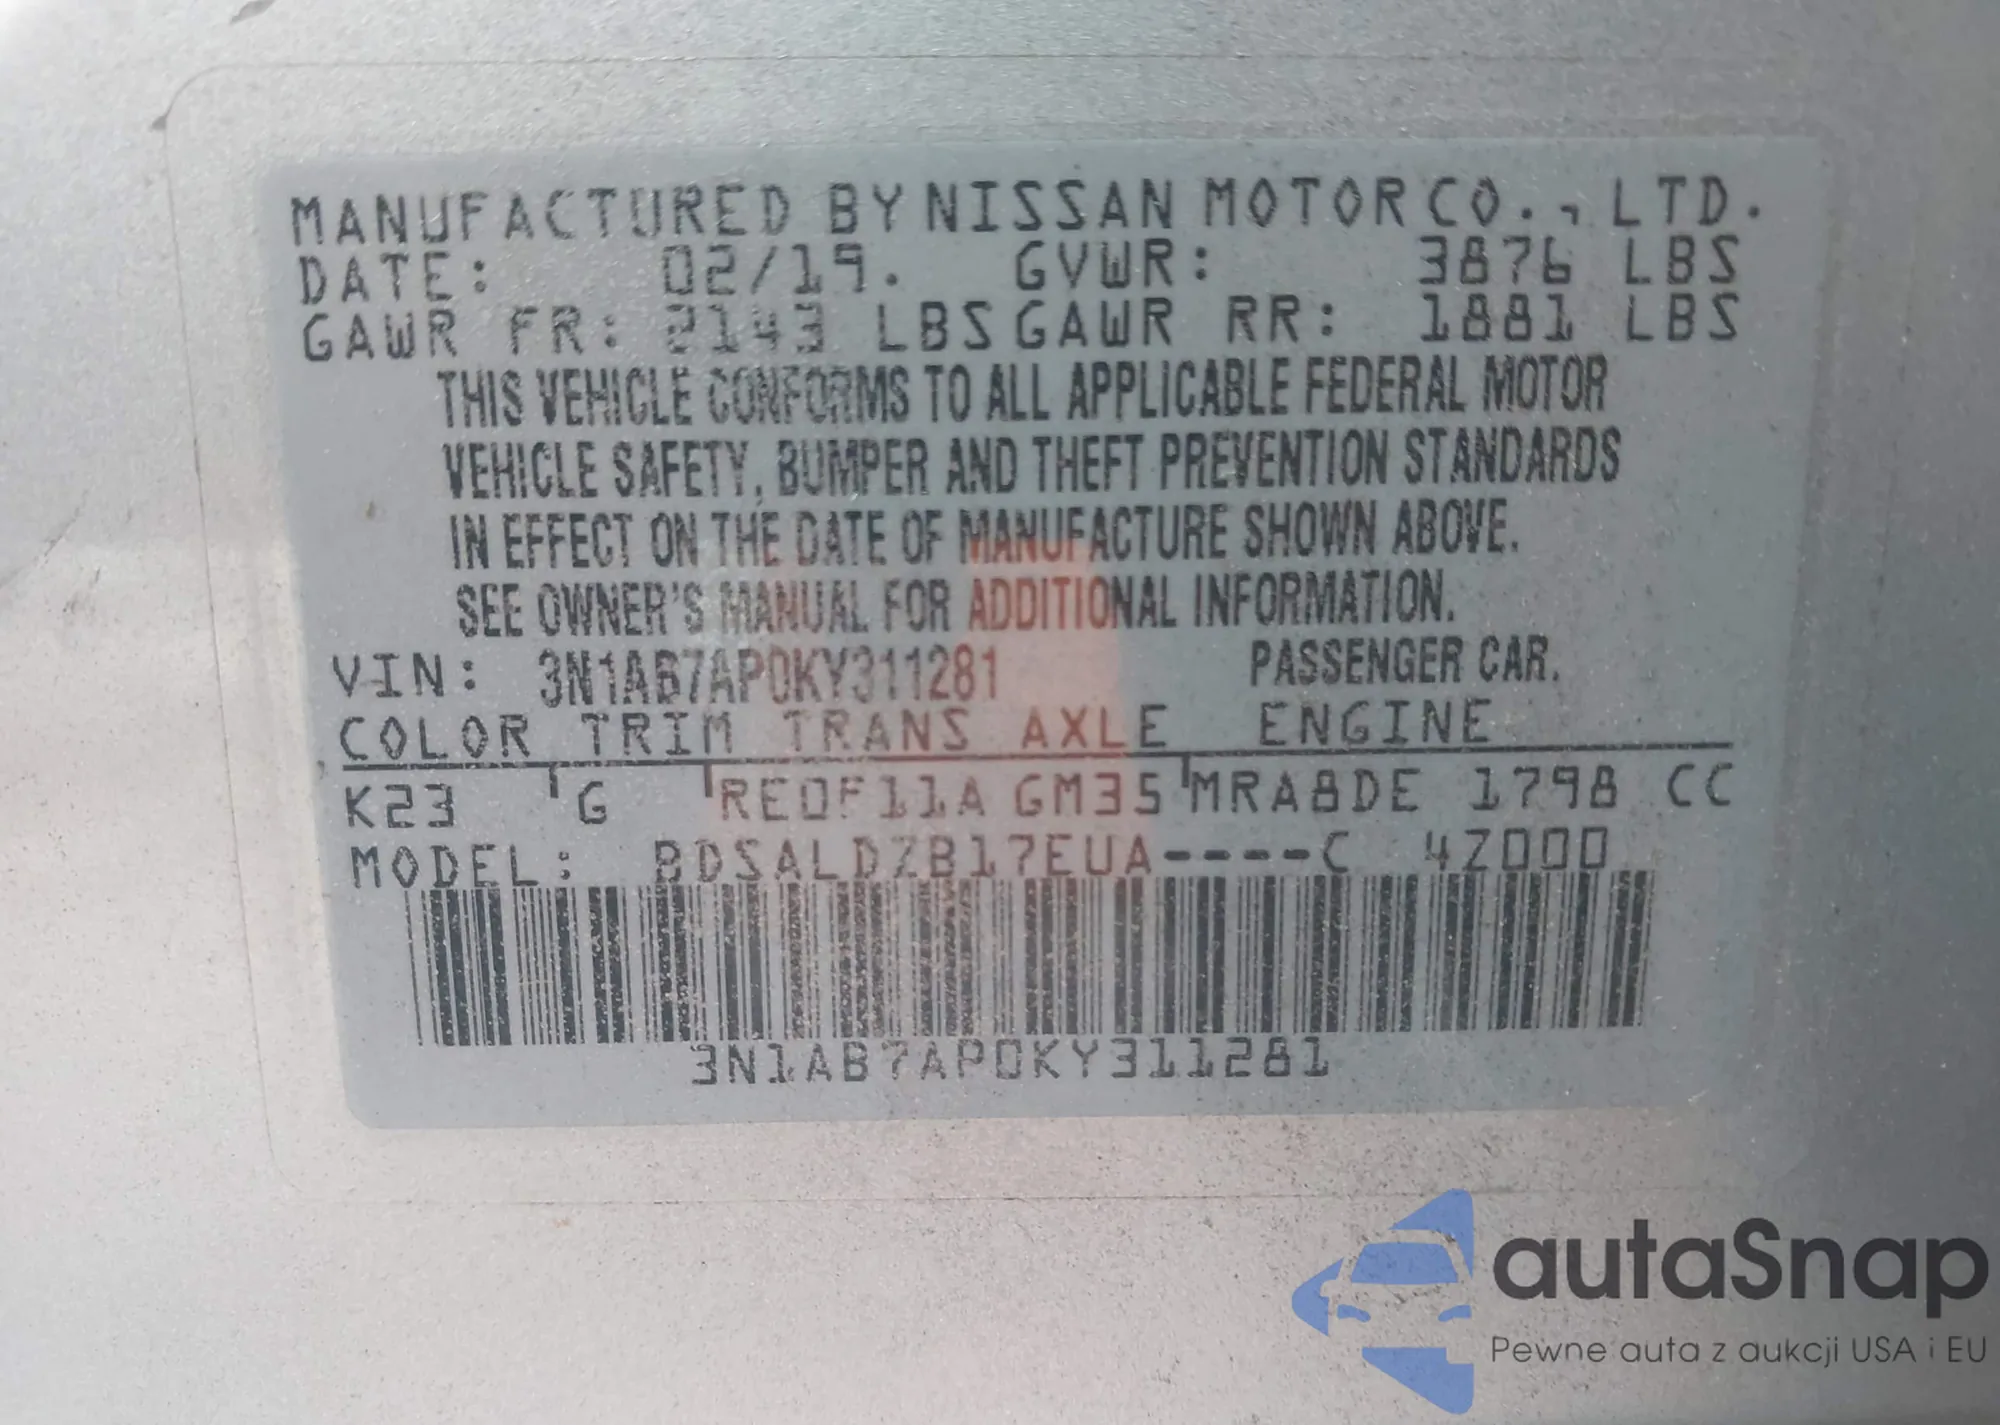 MANUFACTURED BY NISSAN MOTOR CO., LTD.
DATE: 02/19. GVWR: 3876 LBS
GAWR FR: 2143 LBS GAWR RR: 1881 LBS
THIS VEHICLE CONFORMS TO ALL APPLICABLE FEDERAL MOTOR
VEHICLE SAFETY, BUMPER AND THEFT PREVENTION STANDARDS
IN EFFECT ON THE DATE OF MANUFACTURE SHOWN ABOVE.
SEE OWNER'S MANUAL FOR ADDITIONAL INFORMATION.
VIN: 3N1AB7AP0KY311281 PASSENGER CAR.
COLOR TRIM TRANS AXLE ENGINE
K23 G RE0F11A GM35 MRA8DE 1798 CC
MODEL: BDSALDZB17EUA----C 4Z000
3N1AB7AP0KY311281
autaSnap
Pewne auta z aukcji USA i EU